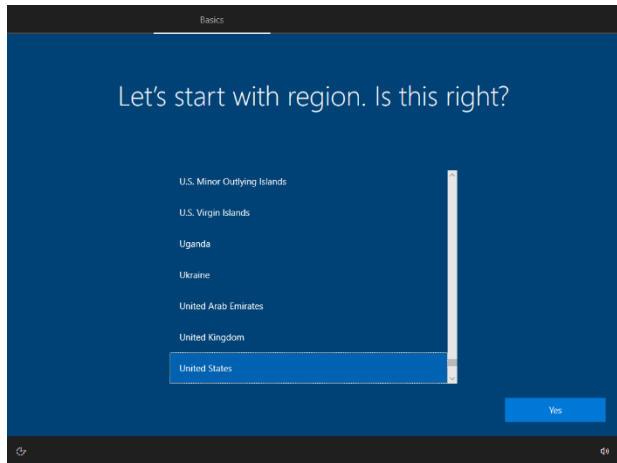 Basics
Let's start with region. Is this right?
U.S. Minor Outlying Islands
U.S. Virgin Islands
Uganda
Ukraine
United Arab Emirates
United Kingdom
United States
Yes